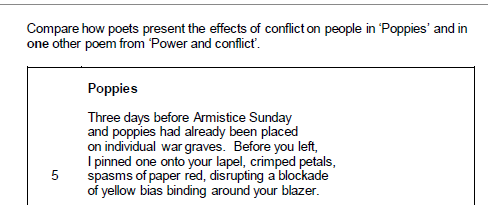 Compare how poets present the effects of conflict on people in ‘Poppies’ and in
one other poem from ‘Power and conflict’.
Poppies
Three days before Armistice Sunday
and poppies had already been placed
on individual war graves. Before you left,
I pinned one onto your lapel, crimped petals,
5 spasms of paper red, disrupting a blockade
of yellow bias binding around your blazer.